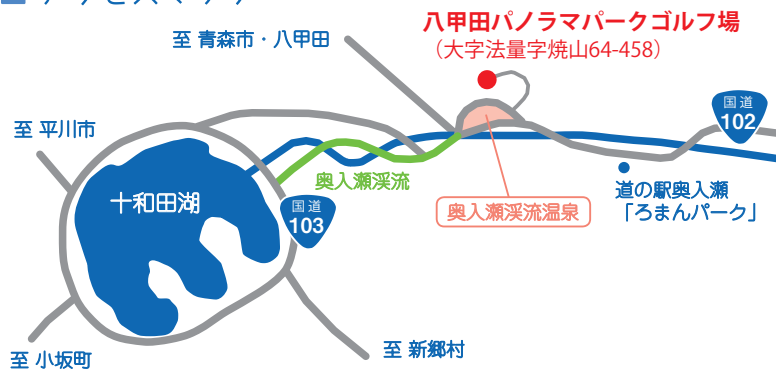 八甲田パノラマパークゴルフ場
（大字法量字焼山64-458）
至 青森市・八甲田
国道
102
至 平川市
奥入瀬渓流
道の駅奥入瀬
「ろまんパーク」
十和田湖
国道
103
奥入瀬渓流温泉
至 新郷村
至 小坂町